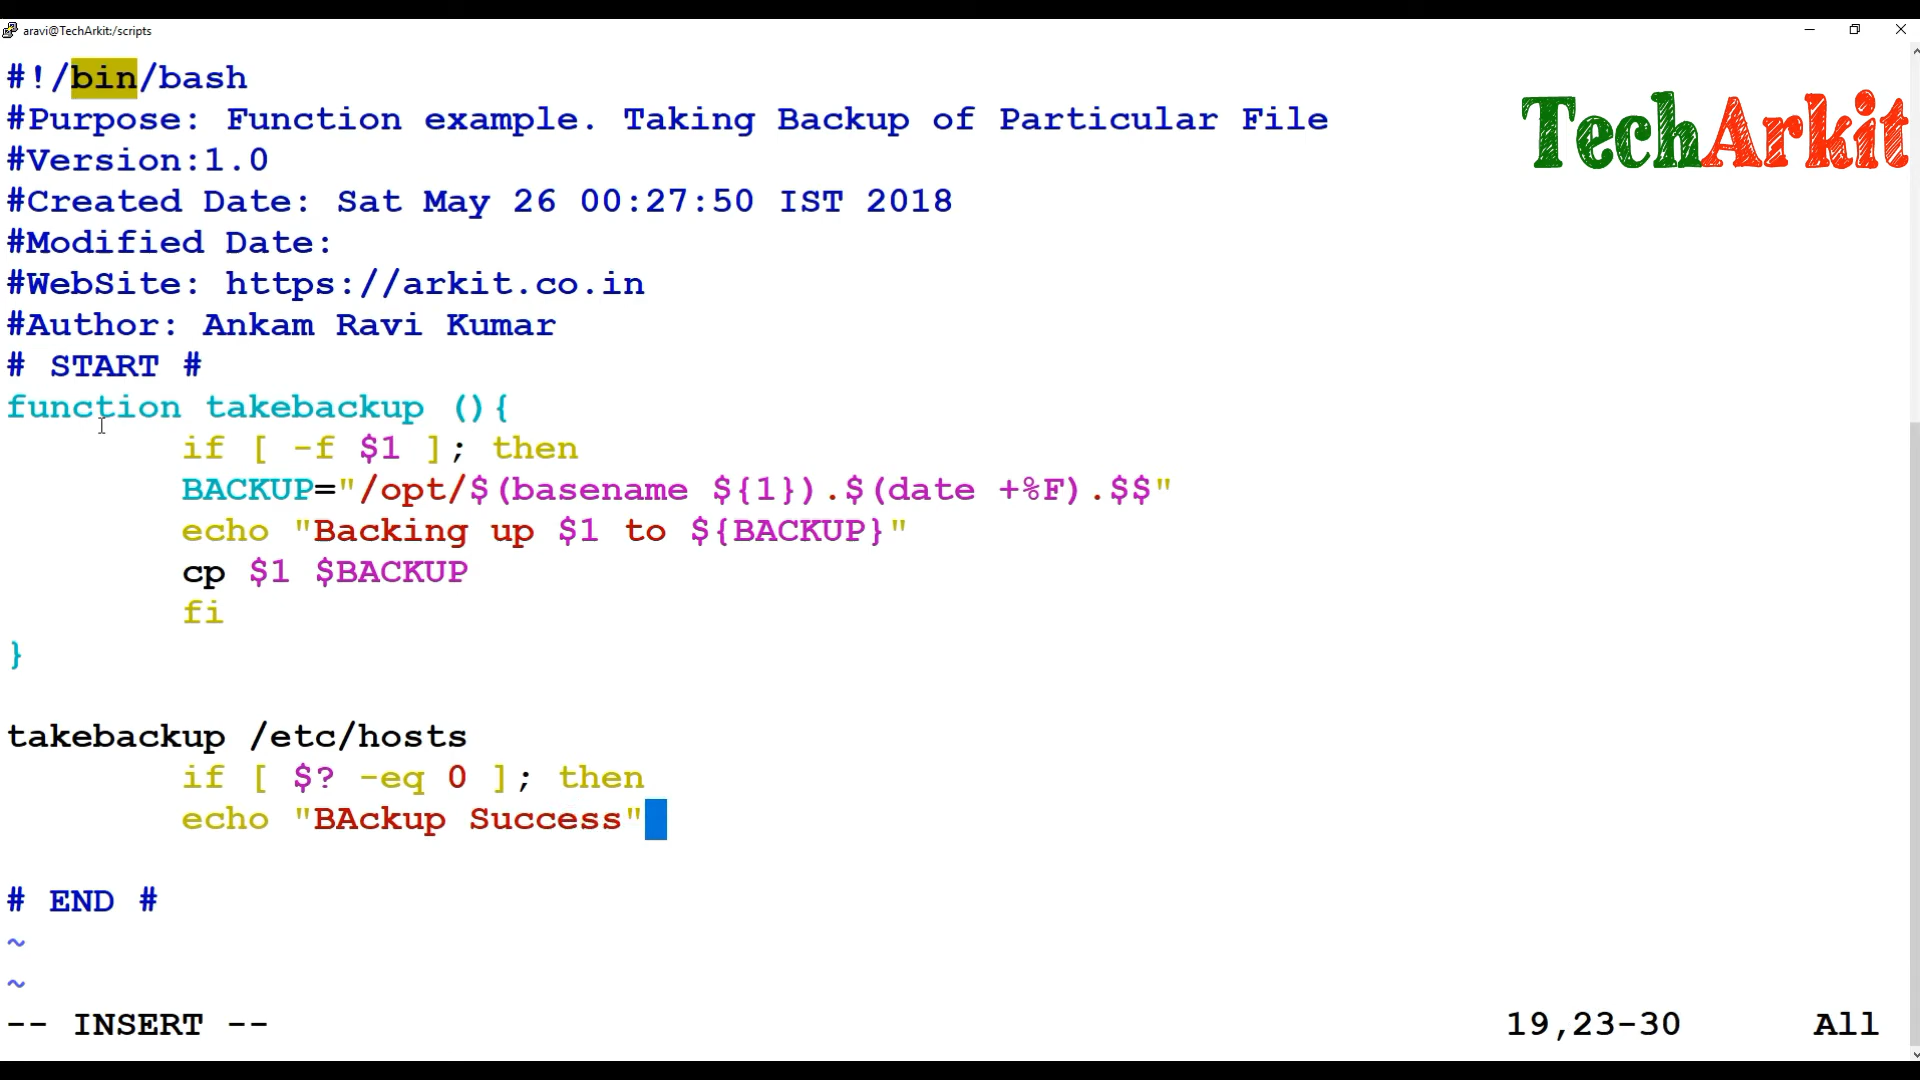 aravi@TechArkit:/scripts
#!/bin/bash
#Purpose: Function example. Taking Backup of Particular File
TechArkit
#Version:1.0
#Created Date: Sat May 26 00:27:50 IST 2018
#Modified Date:
#WebSite: https://arkit.co.in
#Author: Ankam Ravi Kumar
# START #
function takebackup (){
        if [ -f $1 ]; then
        BACKUP="/opt/$(basename ${1}).$(date +%F).$$"
        echo "Backing up $1 to ${BACKUP}"
        cp $1 $BACKUP
        fi
}
takebackup /etc/hosts
        if [ $? -eq 0 ]; then
        echo "BAckup Success"
# END #
~
~
-- INSERT -- 19,23-30 All